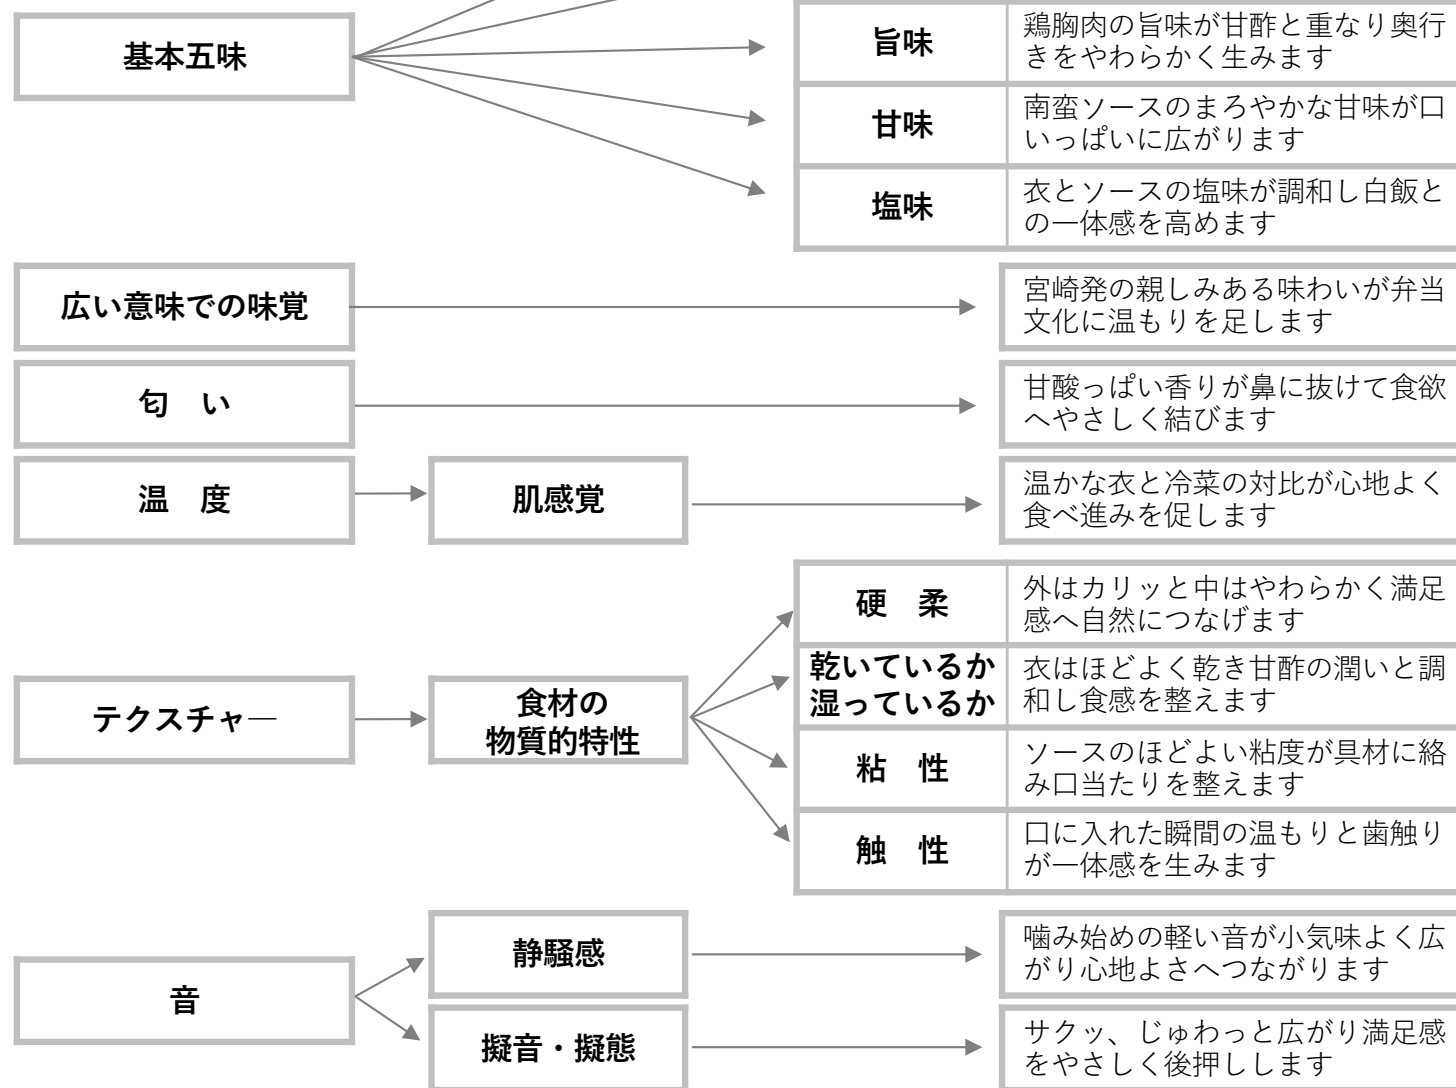 基本五味
旨味
鶏胸肉の旨味が甘酢と重なり奥行
きをやわらかく生みます
甘味
南蛮ソースのまろやかな甘味が口
いっぱいに広がります
塩味
衣とソースの塩味が調和し白飯と
の一体感を高めます
広い意味での味覚
宮崎発の親しみある味わいが弁当
文化に温もりを足します
匂　い
甘酸っぱい香りが鼻に抜けて食欲
へやさしく結びます
温　度
肌感覚
温かな衣と冷菜の対比が心地よく
食べ進みを促します
テクスチャ―
食材の
物質的特性
硬　柔
外はカリッと中はやわらかく満足
感へ自然につなげます
乾いているか
湿っているか
衣はほどよく乾き甘酢の潤いと調
和し食感を整えます
粘　性
ソースのほどよい粘度が具材に絡
み口当たりを整えます
触　性
口に入れた瞬間の温もりと歯触り
が一体感を生みます
音
静騒感
噛み始めの軽い音が小気味よく広
がり心地よさへつながります
擬音・擬態
サクッ、じゅわっと広がり満足感
をやさしく後押しします